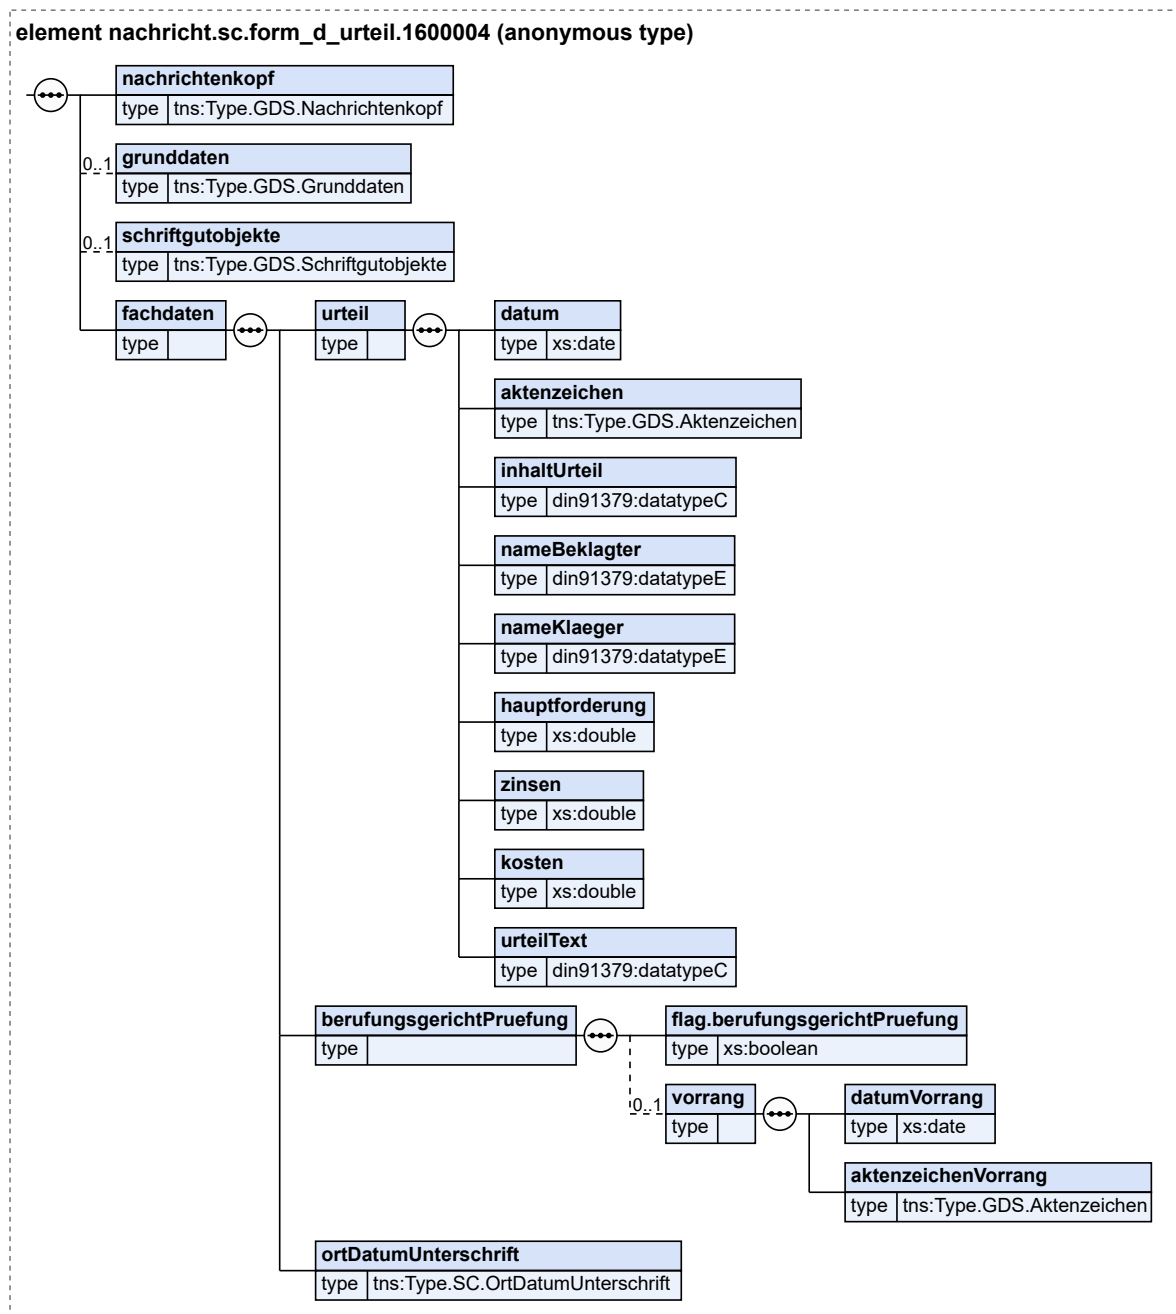 element nachricht.sc.form_d_urteil.1600004 (anonymous type)
nachrichtenkopf
type tns:Type.GDS.Nachrichtenkopf
0..1
grunddaten
type tns:Type.GDS.Grunddaten
0..1
schriftgutobjekte
type tns:Type.GDS.Schriftgutobjekte
fachdaten
type
urteil
type
datum
type xs:date
aktenzeichen
type tns:Type.GDS.Aktenzeichen
inhaltUrteil
type din91379:datatypeC
nameBeklagter
type din91379:datatypeE
nameKlaeger
type din91379:datatypeE
hauptforderung
type xs:double
zinsen
type xs:double
kosten
type xs:double
urteilText
type din91379:datatypeC
berufungsgerichtPruefung
type
flag.berufungsgerichtPruefung
type xs:boolean
0..1
vorrang
type
datumVorrang
type xs:date
aktenzeichenVorrang
type tns:Type.GDS.Aktenzeichen
ortDatumUnterschrift
type tns:Type.SC.OrtDatumUnterschrift